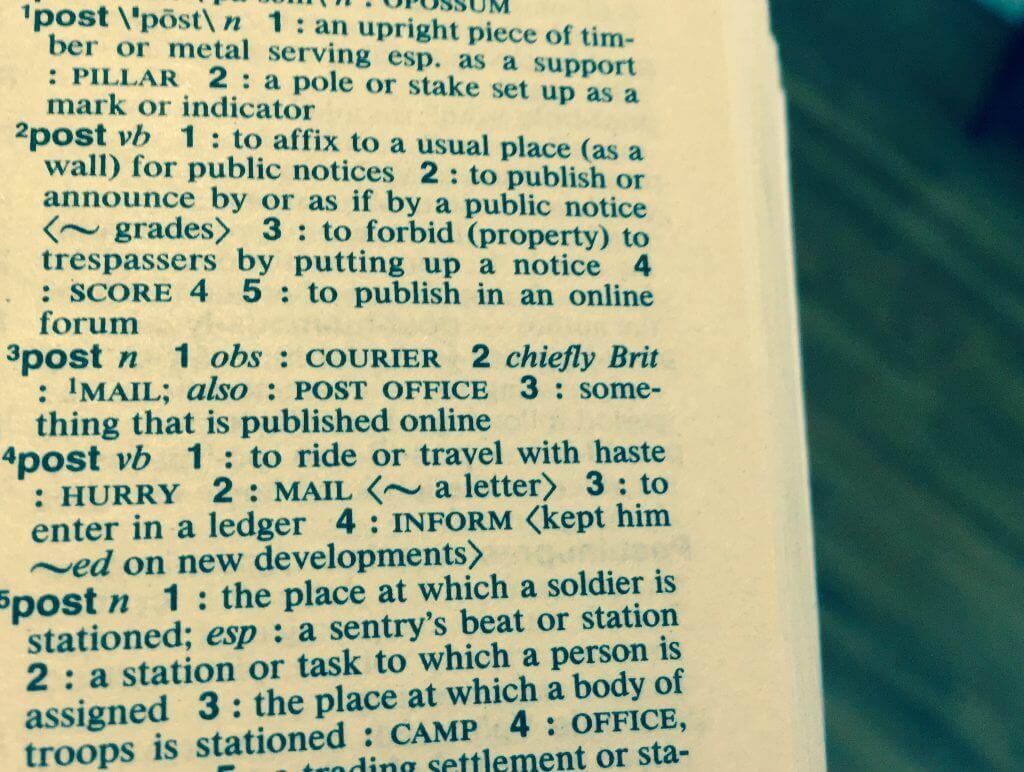 OPOSSUM
¹post \'pōst\ n 1 : an upright piece of tim-
ber or metal serving esp. as a support
: PILLAR 2 : a pole or stake set up as a
mark or indicator
²post vb 1 : to affix to a usual place (as a
wall) for public notices 2 : to publish or
announce by or as if by a public notice
〈～ grades〉 3 : to forbid (property) to
trespassers by putting up a notice 4
: SCORE 4 5 : to publish in an online
forum
³post n 1 obs : COURIER 2 chiefly Brit
: ¹MAIL; also : POST OFFICE 3 : some-
thing that is published online
⁴post vb 1 : to ride or travel with haste
: HURRY 2 : MAIL 〈～ a letter〉 3 : to
enter in a ledger 4 : INFORM 〈kept him
～ed on new developments〉
⁵post n 1 : the place at which a soldier is
stationed; esp : a sentry's beat or station
2 : a station or task to which a person is
assigned 3 : the place at which a body of
troops is stationed : CAMP 4 : OFFICE,
trading settlement or sta-